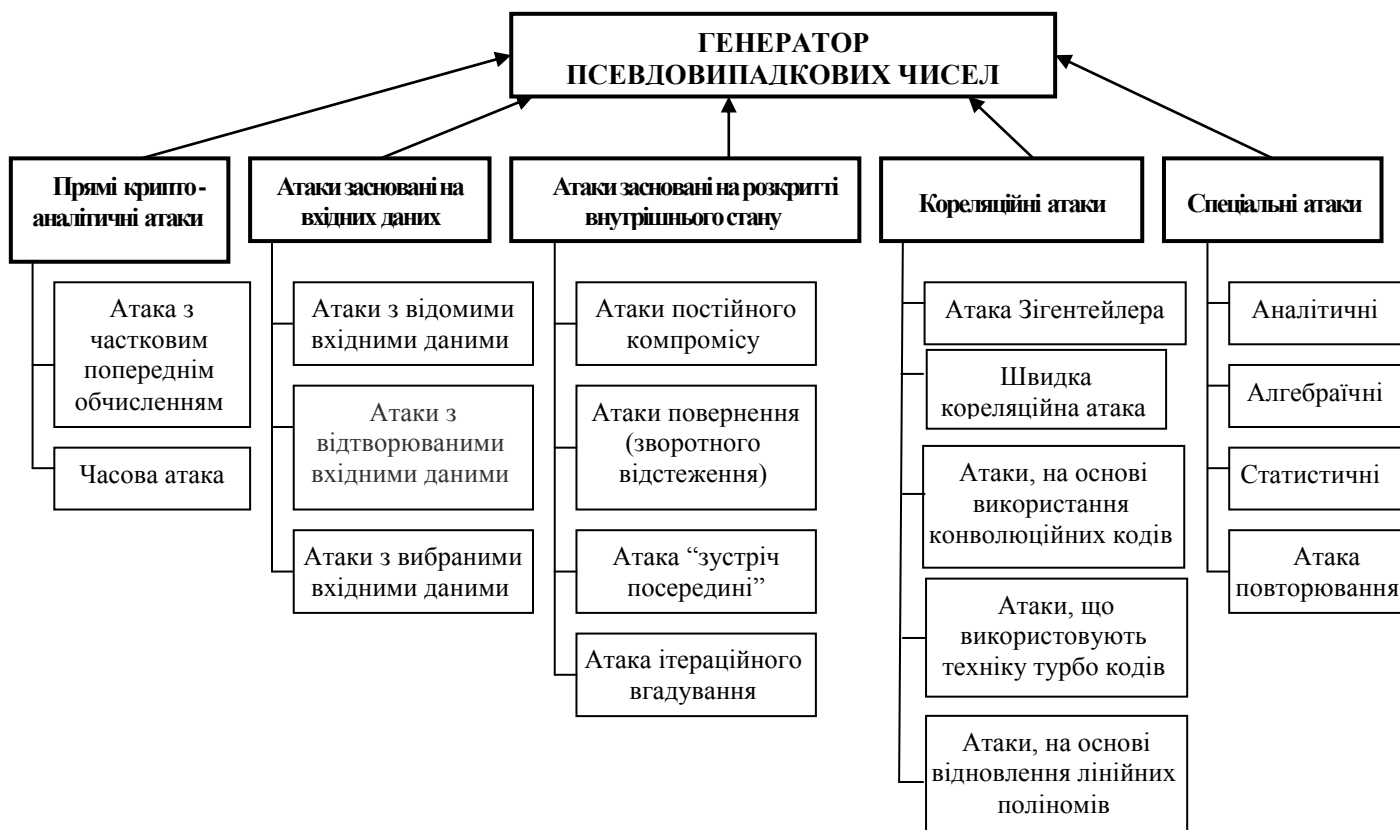 ГЕНЕРАТОР
ПСЕВДОВИПАДКОВИХ ЧИСЕЛ
Прямі крипто-
аналітичні атаки
Атака з
частковим
попереднім
обчисленням
Часова атака
Атаки засновані на
вхідних даних
Атаки з відомими
вхідними даними
Атаки з
відтворюваними
вхідними даними
Атаки з вибраними
вхідними даними
Атаки засновані на розкритті
внутрішнього стану
Атаки постійного
компромісу
Атаки повернення
(зворотного
відстеження)
Атака “зустріч
посередині”
Атака ітераційного
вгадування
Кореляційні атаки
Атака Зігентейлера
Швидка
кореляційна атака
Атаки, на основі
використання
конволюційних кодів
Атаки, що
використовують
техніку турбо кодів
Атаки, на основі
відновлення лінійних
поліномів
Спеціальні атаки
Аналітичні
Алгебраїчні
Статистичні
Атака
повторювання